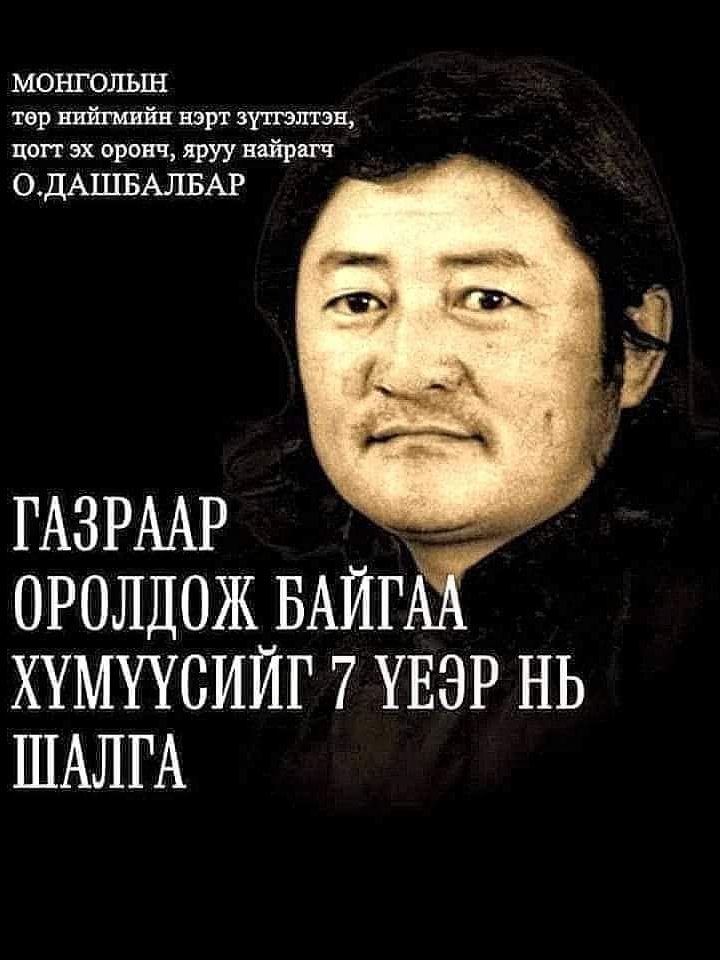 МОНГОЛЫН
төр нийгмийн нэрт зүтгэлтэн,
цогт эх оронч, яруу найрагч
О.ДАШБАЛБАР
ГАЗРААР
ОРОЛДОЖ БАЙГАА
ХҮМҮҮСИЙГ 7 ҮЕЭР НЬ
ШАЛГА